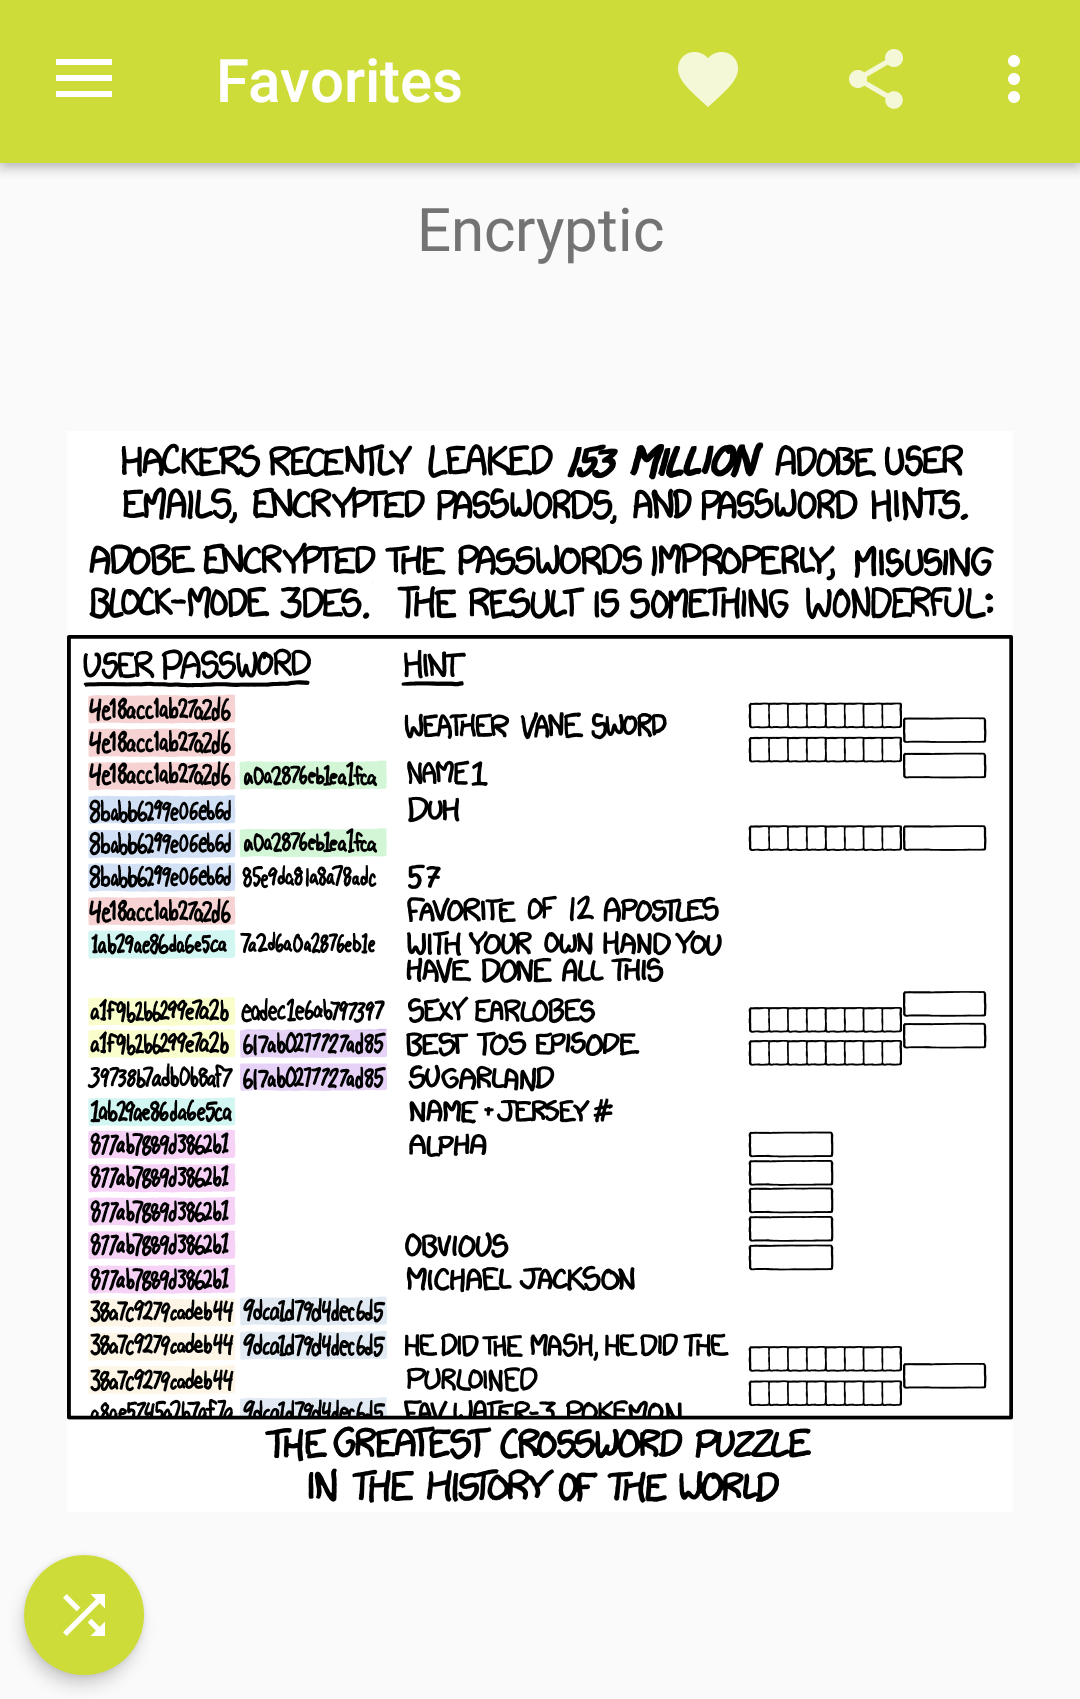 Favorites
Encryptic
HACKERS RECENTLY LEAKED 153 MILLION ADOBE USER
EMAILS, ENCRYPTED PASSWORDS, AND PASSWORD HINTS.
ADOBE ENCRYPTED THE PASSWORDS IMPROPERLY, MISUSING
BLOCK-MODE 3DES. THE RESULT IS SOMETHING WONDERFUL:
USER PASSWORD HINT
4e18acc1ab27a2d6
WEATHER VANE SWORD
4e18acc1ab27a2d6
4e18acc1ab27a2d6 a0a2876eb1ea1fca NAME1
8babb6299e06eb6d DUH
8babb6299e06eb6d a0a2876eb1ea1fca
8babb6299e06eb6d 85e9da81a8a78adc 57
4e18acc1ab27a2d6 FAVORITE OF 12 APOSTLES
1ab29ae86da6e5ca 7a2d6a0a2876eb1e WITH YOUR OWN HAND YOU
HAVE DONE ALL THIS
a1f9b2b6299e7a2b eadec1e6ab797397 SEXY EARLOBES
a1f9b2b6299e7a2b 617ab0277727ad85 BEST TOS EPISODE
39738b7adb0b8af7 617ab0277727ad85 SUGARLAND
1ab29ae86da6e5ca NAME + JERSEY #
877ab7889d3862b1 ALPHA
877ab7889d3862b1
877ab7889d3862b1
877ab7889d3862b1 OBVIOUS
877ab7889d3862b1 MICHAEL JACKSON
38a7c9279cadeb44 9dca1d79d4dec6d5
38a7c9279cadeb44 9dca1d79d4dec6d5 HE DID THE MASH, HE DID THE
38a7c9279cadeb44 PURLOINED
a8ae5745a2b7af7a 9dca1d79d4dec6d5 FAV WATER-3 POKEMON
THE GREATEST CROSSWORD PUZZLE
IN THE HISTORY OF THE WORLD